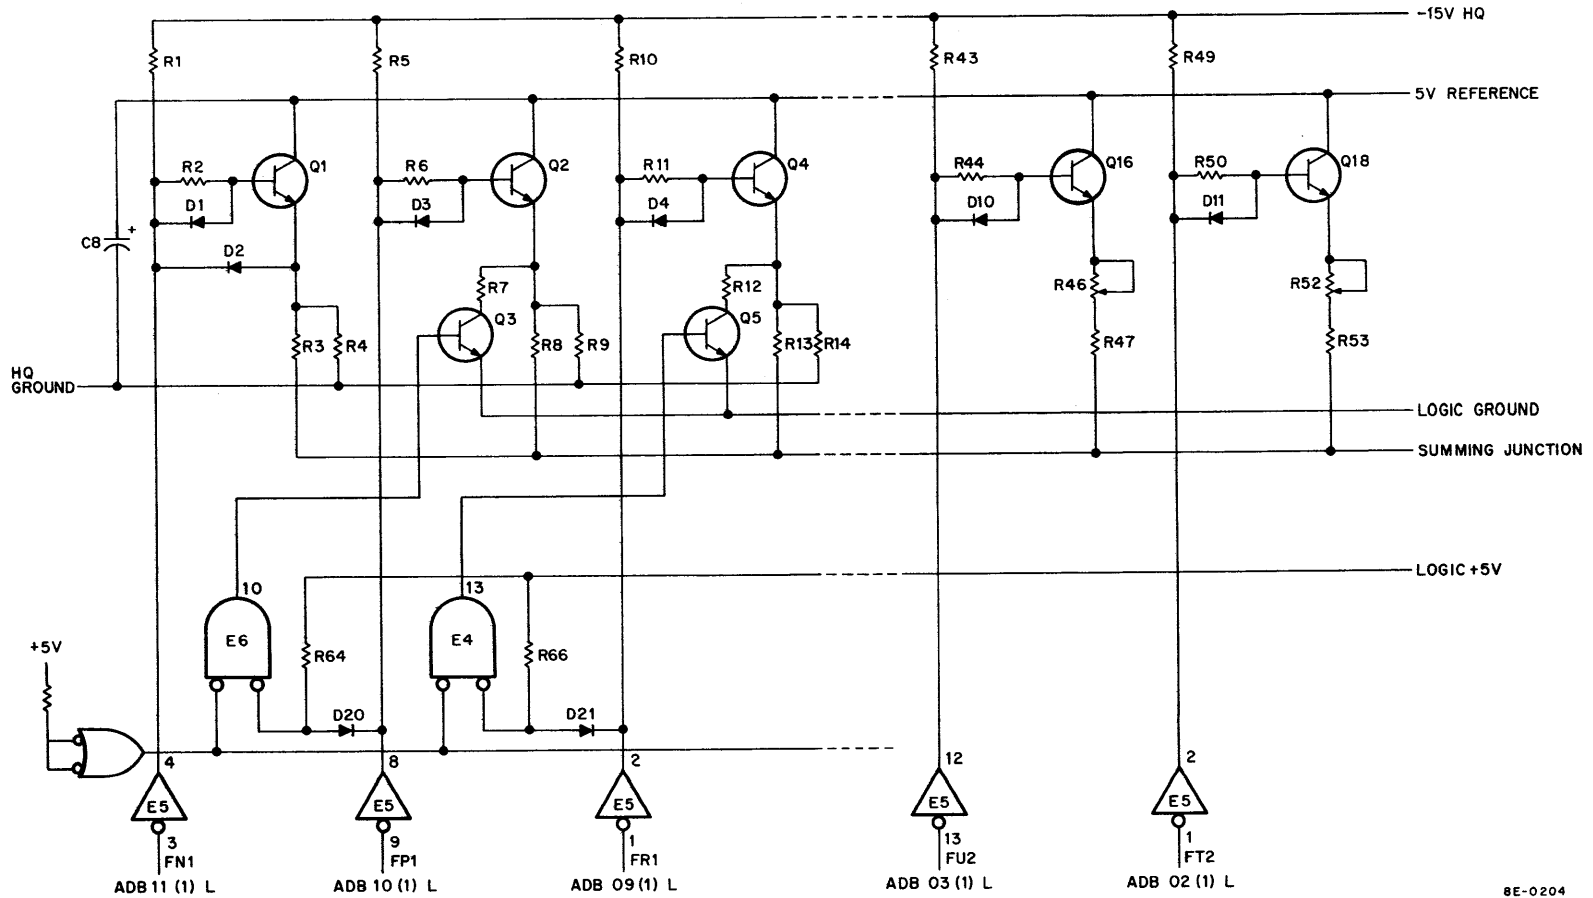 -15V HQ
R1
R5
R10
R43
R49
5V REFERENCE
R2
Q1
R6
Q2
R11
Q4
R44
Q16
R50
Q18
D1
D3
D4
D10
D11
C8
+
D2
R7
R12
R46
R52
Q3
Q5
R3
R4
R8
R9
R13
R14
R47
R53
HQ
GROUND
LOGIC GROUND
SUMMING JUNCTION
LOGIC +5V
10
13
E6
E4
+5V
R64
R66
D20
D21
4
8
2
12
2
E5
E5
E5
E5
E5
3
9
1
13
1
FN1
FP1
FR1
FU2
FT2
ADB 11 (1) L
ADB 10 (1) L
ADB 09 (1) L
ADB 03 (1) L
ADB 02 (1) L
8E-0204